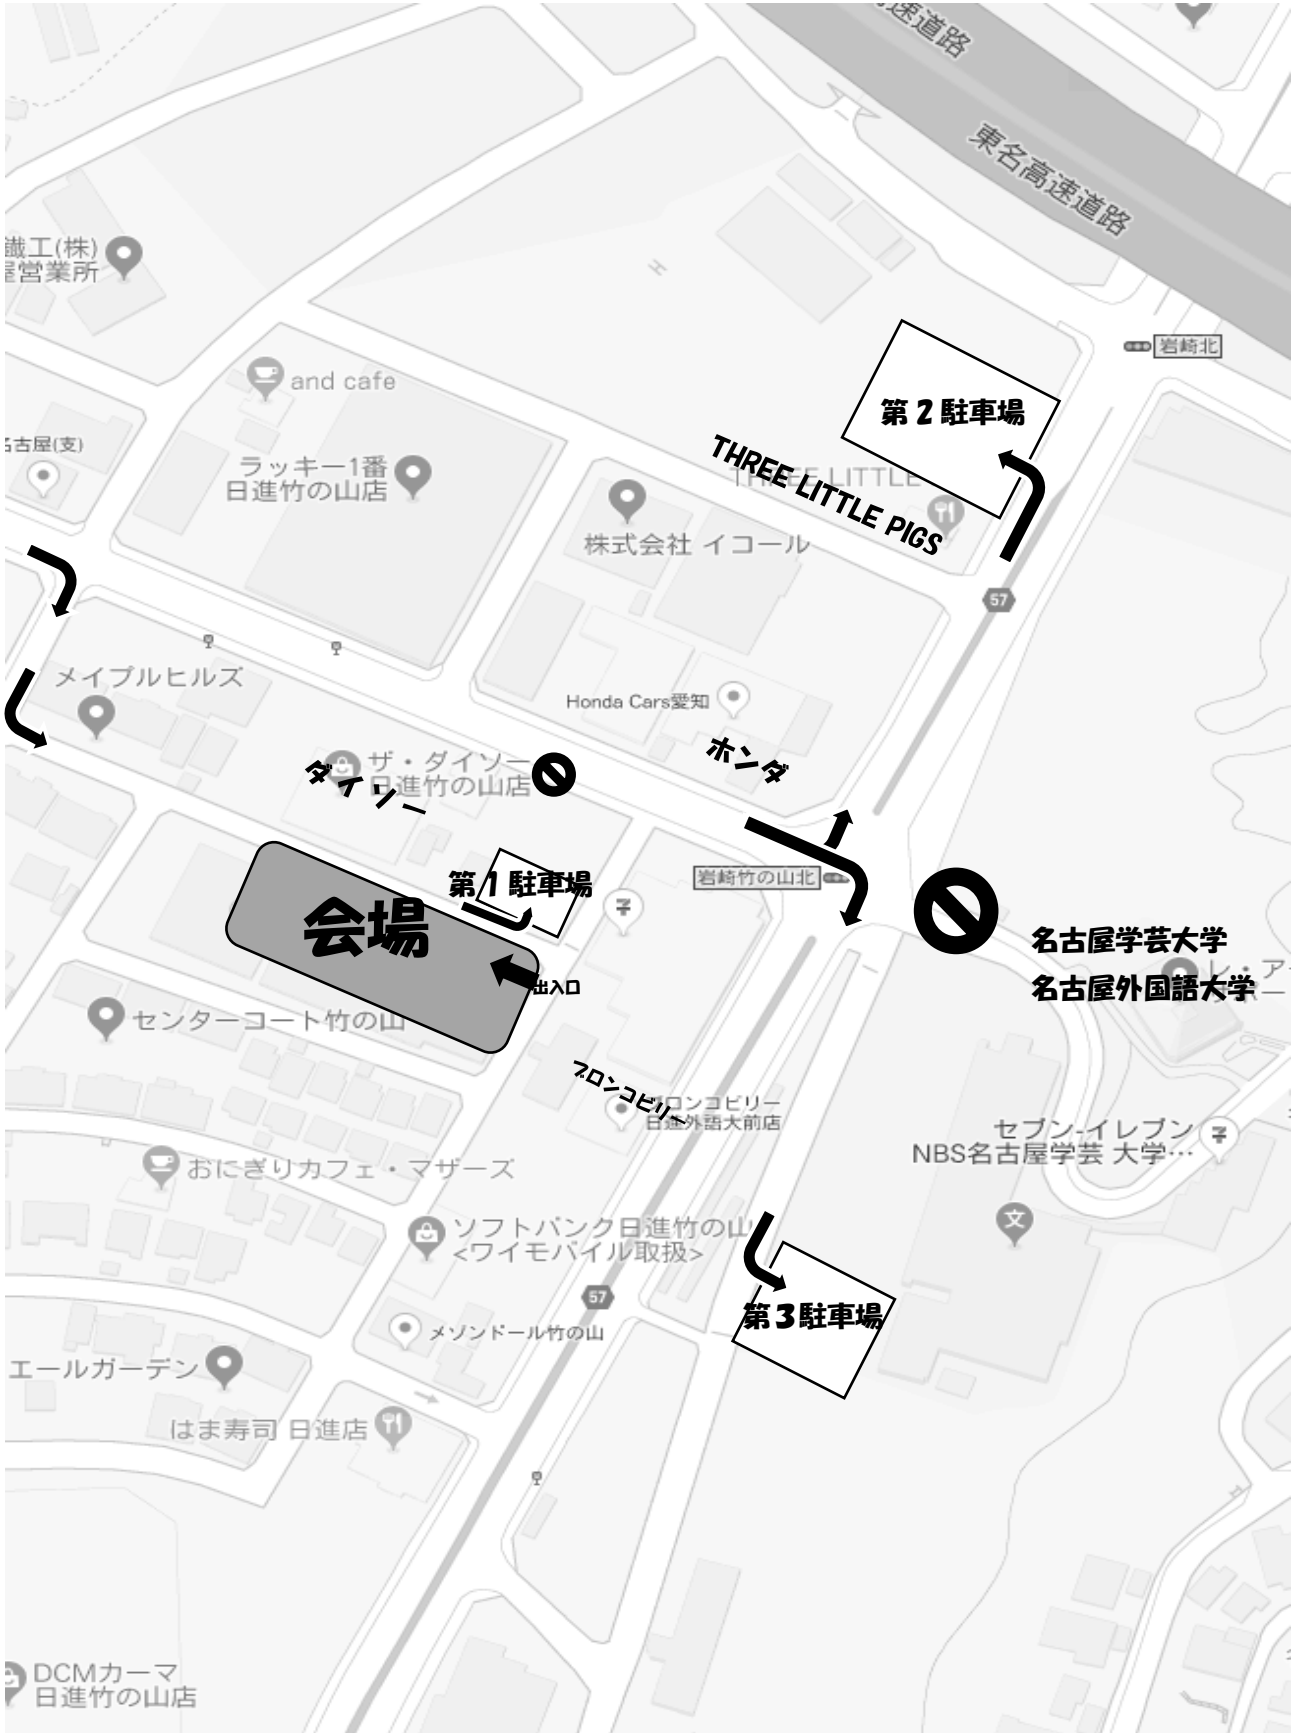 速道路
東名高速道路
鐵工(株)
営業所
岩崎北
and cafe
第2駐車場
古屋(支)
ラッキー1番
日進竹の山店
THREE LITTLE
THREE LITTLE PIGS
株式会社 イコール
57
メイプルヒルズ
Honda Cars愛知
ホンダ
ザ・ダイソー
日進竹の山店
ダイソー
岩崎竹の山北
第1駐車場
会場
名古屋学芸大学
名古屋外国語大学
レ・ア
出入口
センターコート竹の山
ブロンコビリー
ブロンコビリー
日進外語大前店
セブン-イレブン
NBS名古屋学芸 大学…
おにぎりカフェ・マザーズ
文
ソフトバンク日進竹の山
<ワイモバイル取扱>
57
第3駐車場
メゾンドール竹の山
エールガーデン
はま寿司 日進店
DCMカーマ
日進竹の山店